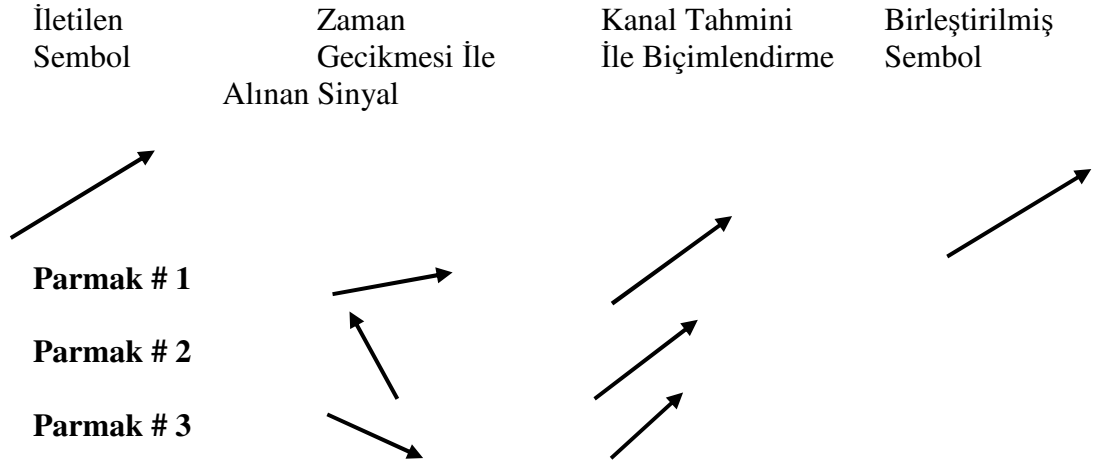 İletilen Sembol
Zaman Gecikmesi İle Alınan Sinyal
Kanal Tahmini İle Biçimlendirme
Birleştirilmiş Sembol
Parmak # 1
Parmak # 2
Parmak # 3